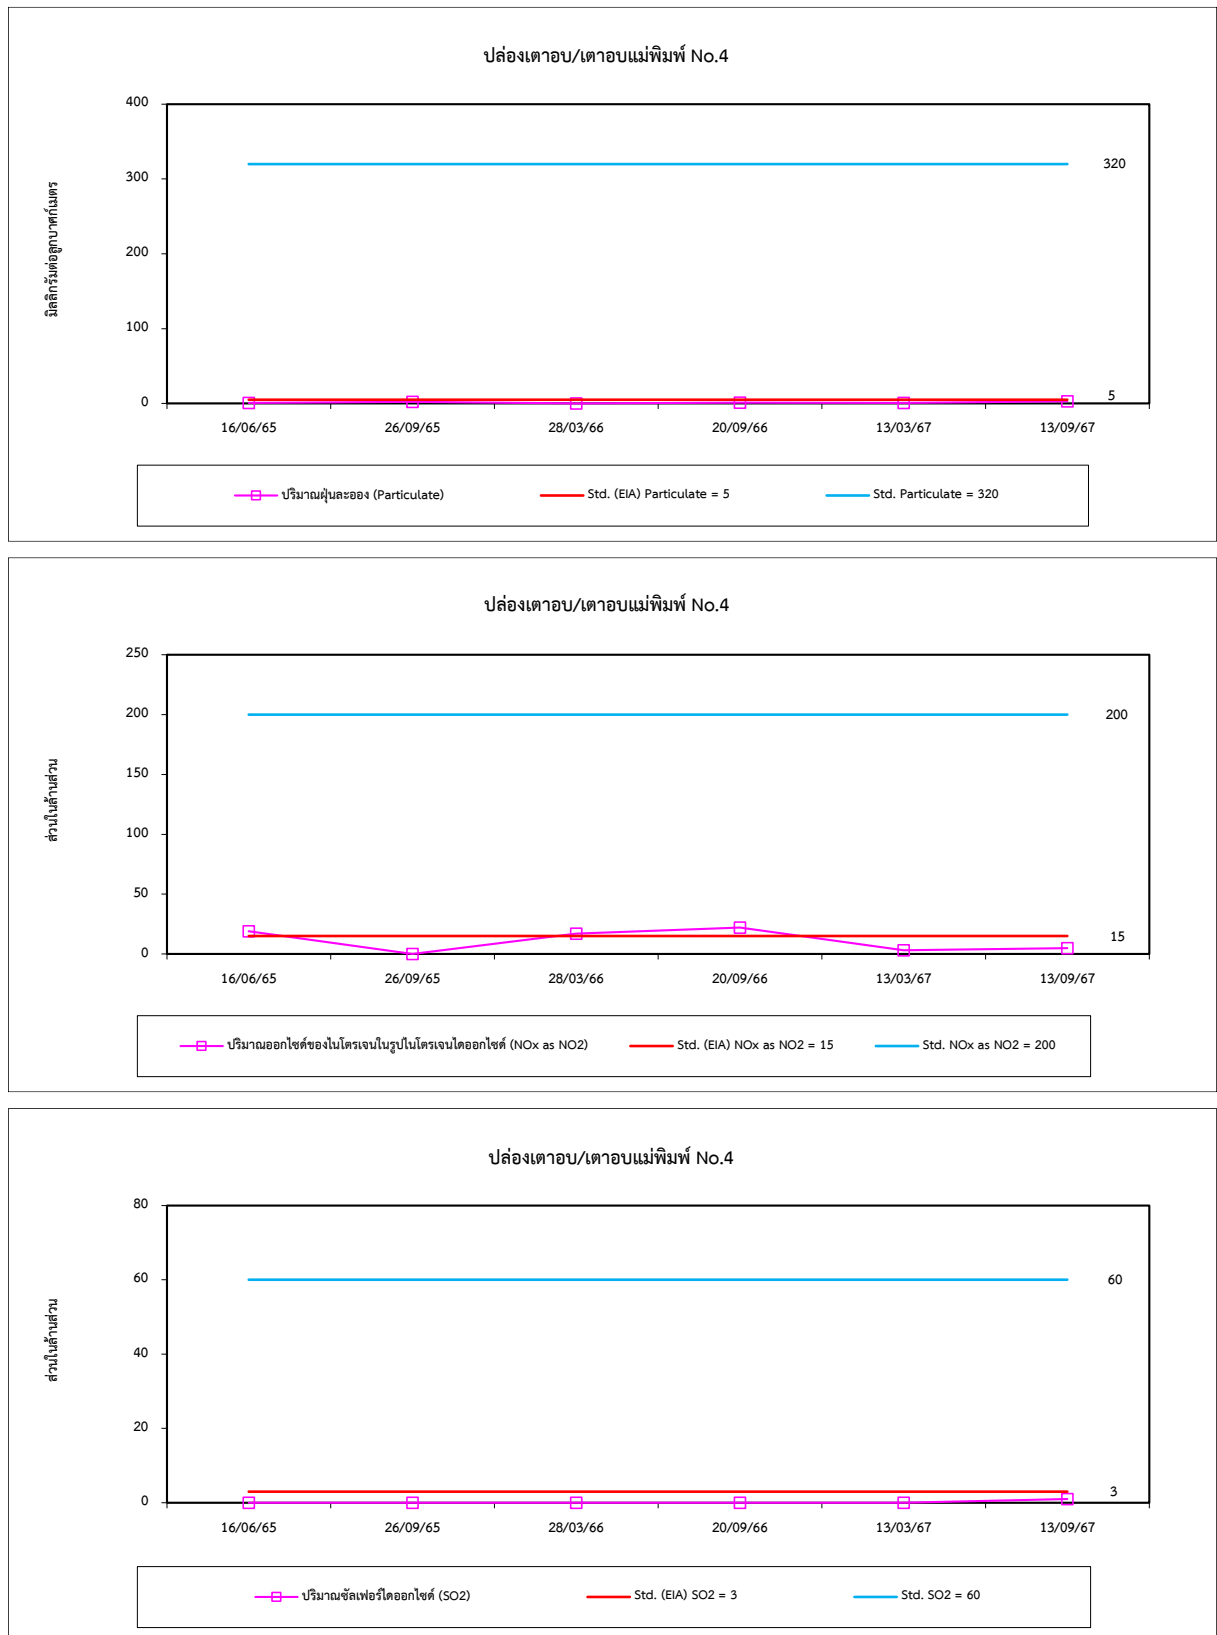 ปล่องเตาอบ/เตาอบแม่พิมพ์ No.4
มิลลิกรัมต่อลูกบาศก์เมตร
400
300
200
100
0
320
5
16/06/65 26/09/65 28/03/66 20/09/66 13/03/67 13/09/67
ปริมาณฝุ่นละออง (Particulate) Std. (EIA) Particulate = 5 Std. Particulate = 320
ปล่องเตาอบ/เตาอบแม่พิมพ์ No.4
ส่วนในล้านส่วน
250
200
150
100
50
0
200
15
16/06/65 26/09/65 28/03/66 20/09/66 13/03/67 13/09/67
ปริมาณออกไซด์ของไนโตรเจนในรูปไนโตรเจนไดออกไซด์ (NOx as NO2) Std. (EIA) NOx as NO2 = 15 Std. NOx as NO2 = 200
ปล่องเตาอบ/เตาอบแม่พิมพ์ No.4
ส่วนในล้านส่วน
80
60
40
20
0
60
3
16/06/65 26/09/65 28/03/66 20/09/66 13/03/67 13/09/67
ปริมาณซัลเฟอร์ไดออกไซด์ (SO2) Std. (EIA) SO2 = 3 Std. SO2 = 60